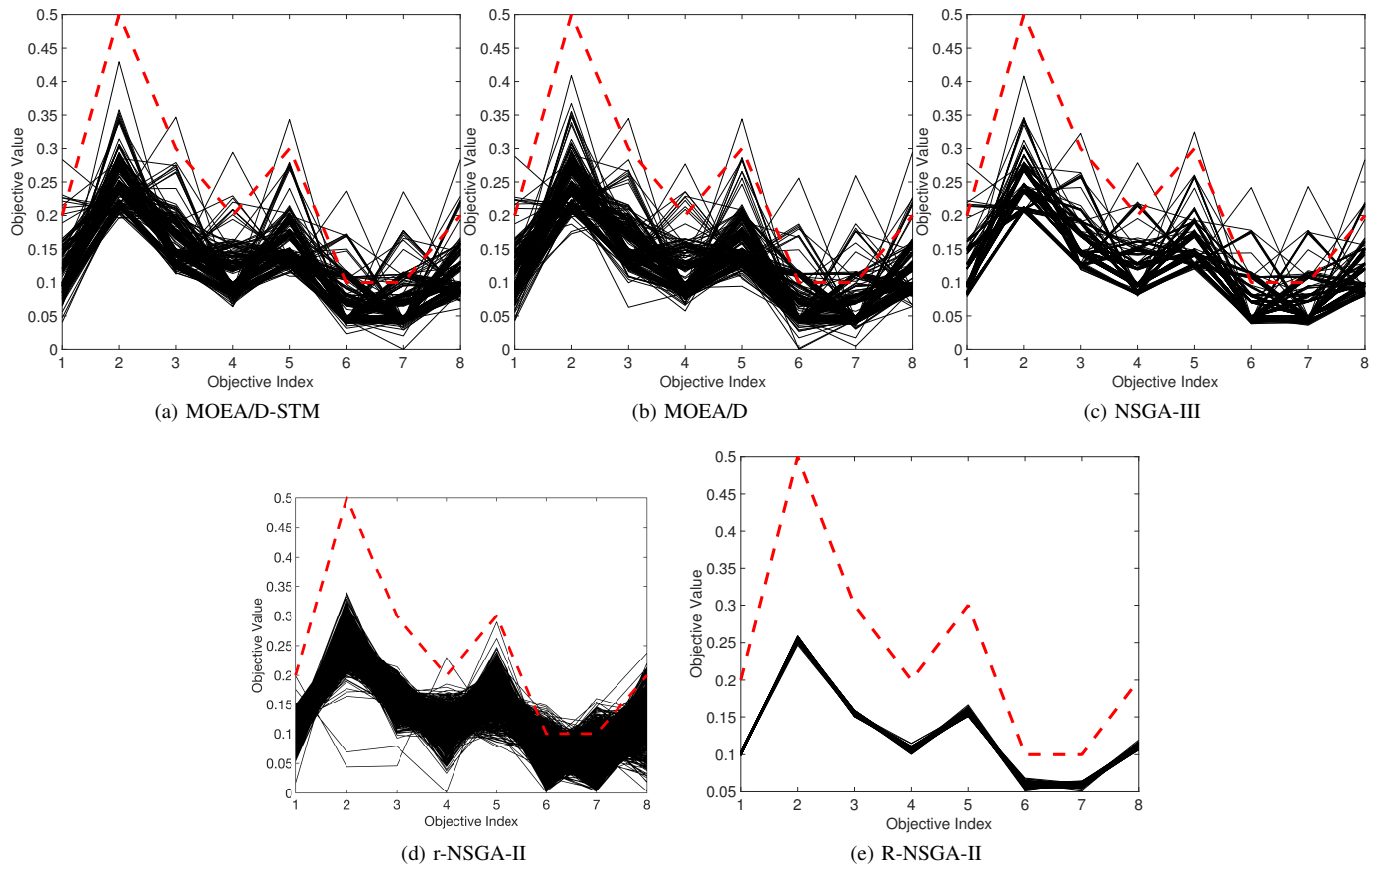 0.5
0.45
0.4
0.35
0.3
0.25
0.2
0.15
0.1
0.05
0
Objective Value
1 2 3 4 5 6 7 8
Objective Index
(a) MOEA/D-STM
0.5
0.45
0.4
0.35
0.3
0.25
0.2
0.15
0.1
0.05
0
Objective Value
1 2 3 4 5 6 7 8
Objective Index
(b) MOEA/D
0.5
0.45
0.4
0.35
0.3
0.25
0.2
0.15
0.1
0.05
0
Objective Value
1 2 3 4 5 6 7 8
Objective Index
(c) NSGA-III
0.5
0.45
0.4
0.35
0.3
0.25
0.2
0.15
0.1
0.05
0
Objective Value
1 2 3 4 5 6 7 8
Objective Index
(d) r-NSGA-II
0.5
0.45
0.4
0.35
0.3
0.25
0.2
0.15
0.1
0.05
Objective Value
1 2 3 4 5 6 7 8
Objective Index
(e) R-NSGA-II